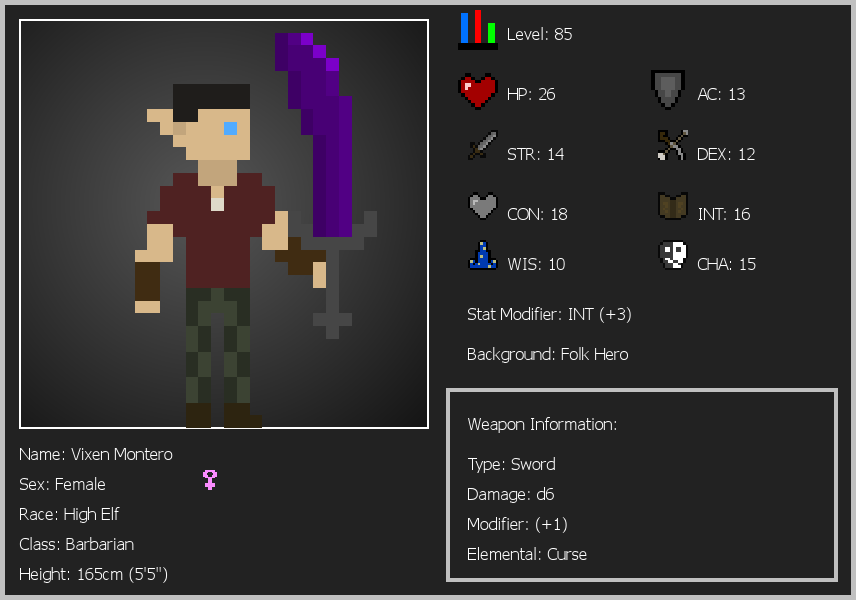 Level: 85
HP: 26
AC: 13
STR: 14
DEX: 12
CON: 18
INT: 16
WIS: 10
CHA: 15
Stat Modifier: INT (+3)
Background: Folk Hero
Weapon Information:
Type: Sword
Damage: d6
Modifier: (+1)
Elemental: Curse
Name: Vixen Montero
Sex: Female
Race: High Elf
Class: Barbarian
Height: 165cm (5'5")